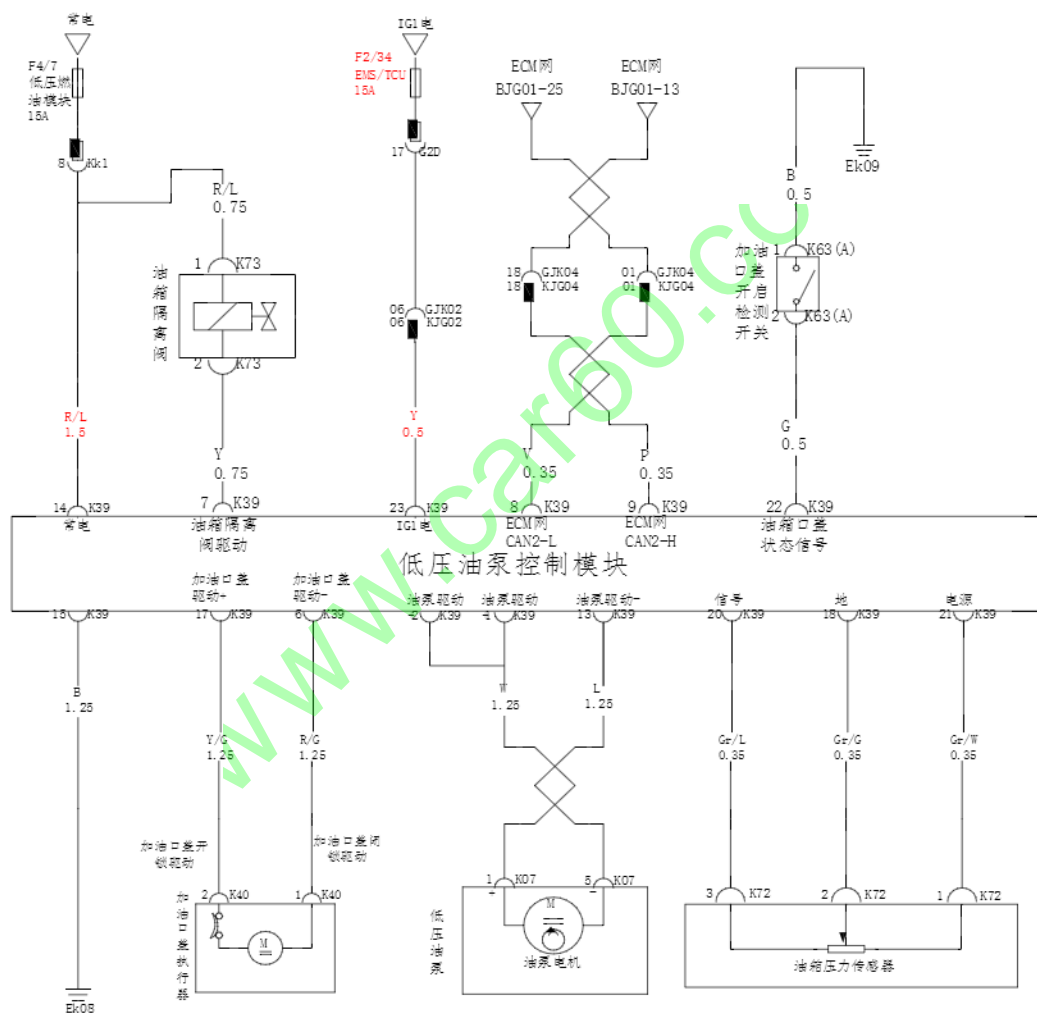 常电
IG1电
F4/7
低压燃
油模块
15A
F2/34
EMS/TCU
15A
ECM网
BJG01-25
ECM网
BJG01-13
8 Kk1
17 G2D
Ek09
R/L
0.75
B
0.5
1 K73
油箱隔离阀
2 K73
18 GJK04
18 KJG04
01 GJK04
01 KJG04
加油口盖开启检测开关
1 K63(A)
2 K63(A)
06 GJK02
06 KJG02
R/L
1.5
Y
0.75
Y
0.5
V
0.35
P
0.35
G
0.5
14 K39
7 K39
23 K39
8 K39
9 K39
22 K39
常电
油箱隔离
阀驱动
IG1电
ECM网
CAN2-L
ECM网
CAN2-H
油箱口盖
状态信号
低压油泵控制模块
加油口盖
驱动+
加油口盖
驱动-
油泵驱动
油泵驱动
油泵驱动-
信号
地
电源
15 K39
17 K39
6 K39
2 K39
4 K39
13 K39
20 K39
18 K39
21 K39
B
1.25
Y/G
1.25
R/G
1.25
W
1.25
L
1.25
Gr/L
0.35
Gr/G
0.35
Gr/W
0.35
加油口盖开
锁驱动
加油口盖闭
锁驱动
2 K40
1 K40
1 K07
+
5 K07
-
3 K72
2 K72
1 K72
加油口盖执行器
M
低压油泵
M
油泵电机
油箱压力传感器
Ek08
www.car60.co